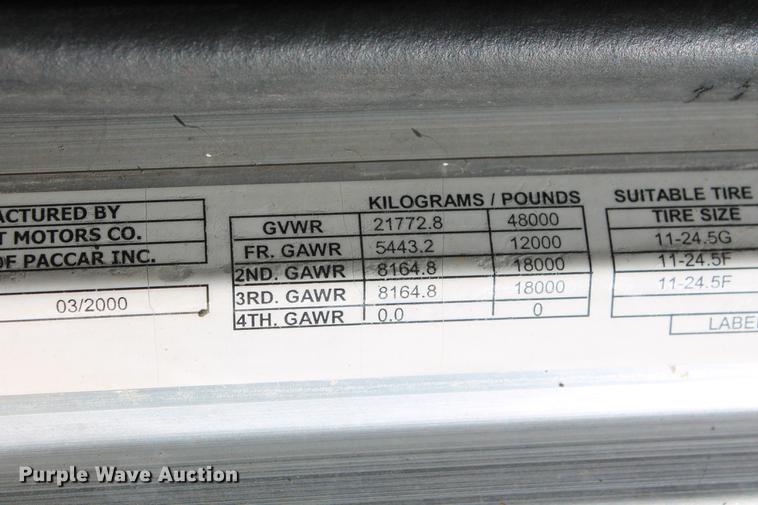 ACTURED BY
T MOTORS CO.
OF PACCAR INC.
03/2000
KILOGRAMS / POUNDS
GVWR 21772.8 48000
FR. GAWR 5443.2 12000
2ND. GAWR 8164.8 18000
3RD. GAWR 8164.8 18000
4TH. GAWR 0.0 0
SUITABLE TIRE
TIRE SIZE
11-24.5G
11-24.5F
11-24.5F
LABE
Purple Wave Auction